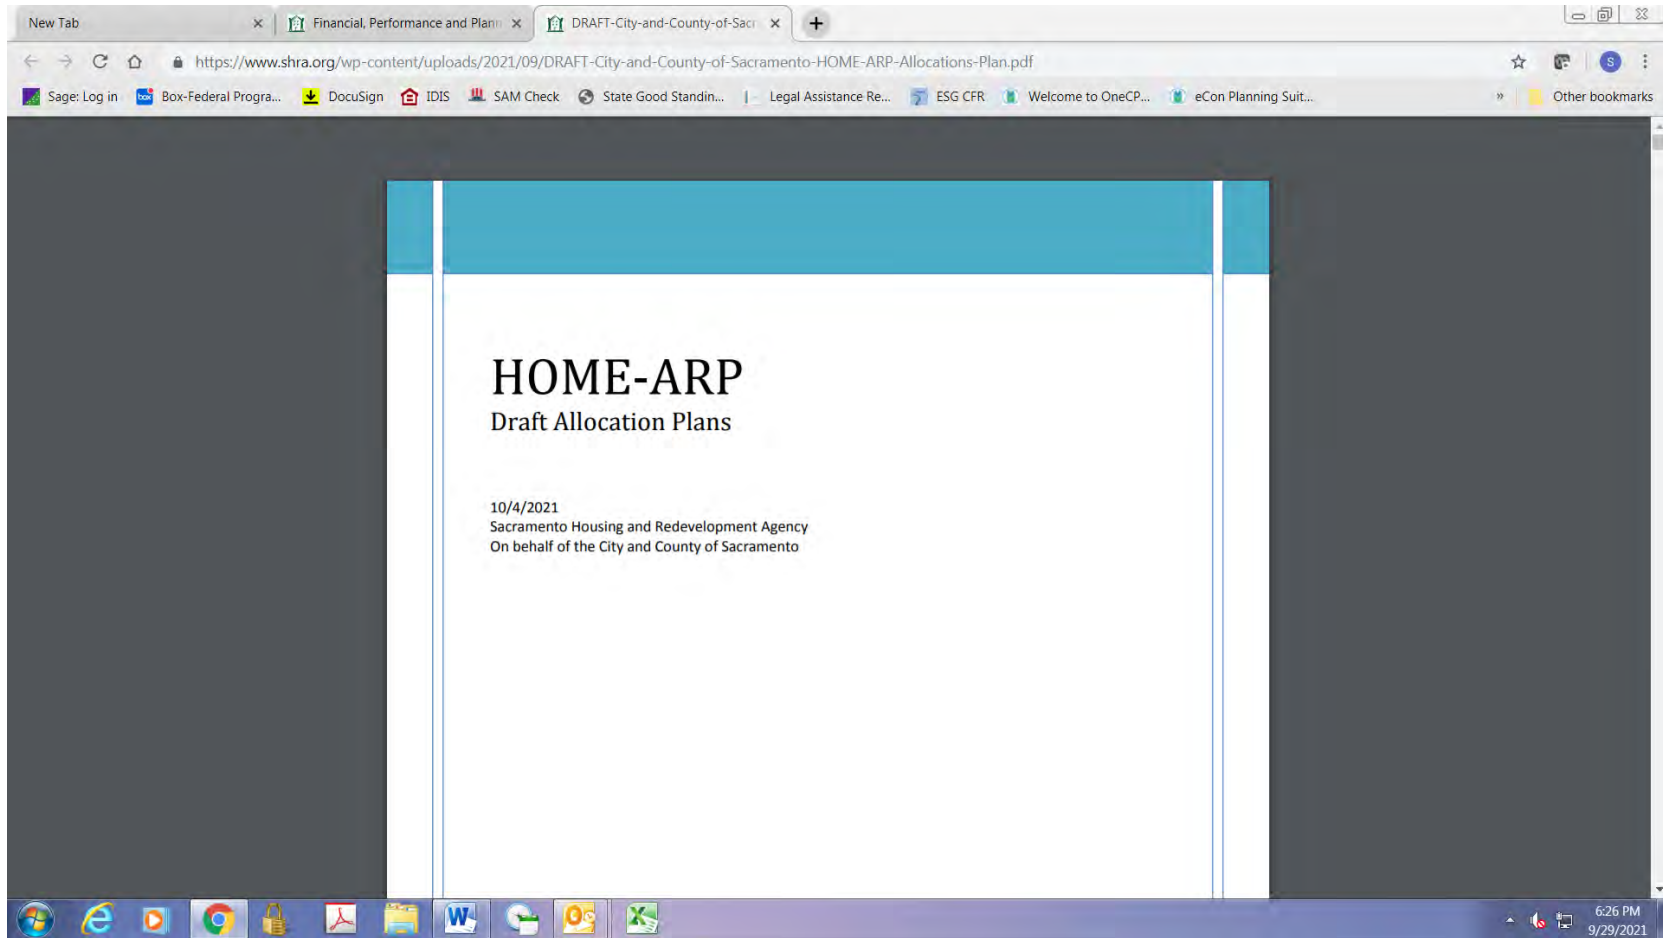 New Tab
Financial, Performance and Plann
DRAFT-City-and-County-of-Sacr
https://www.shra.org/wp-content/uploads/2021/09/DRAFT-City-and-County-of-Sacramento-HOME-ARP-Allocations-Plan.pdf
S
Sage: Log in
box
Box-Federal Progra...
DocuSign
IDIS
SAM Check
State Good Standin...
Legal Assistance Re...
ESG CFR
Welcome to OneCP...
eCon Planning Suit...
»
Other bookmarks
HOME-ARP
Draft Allocation Plans
10/4/2021
Sacramento Housing and Redevelopment Agency
On behalf of the City and County of Sacramento
6:26 PM
9/29/2021